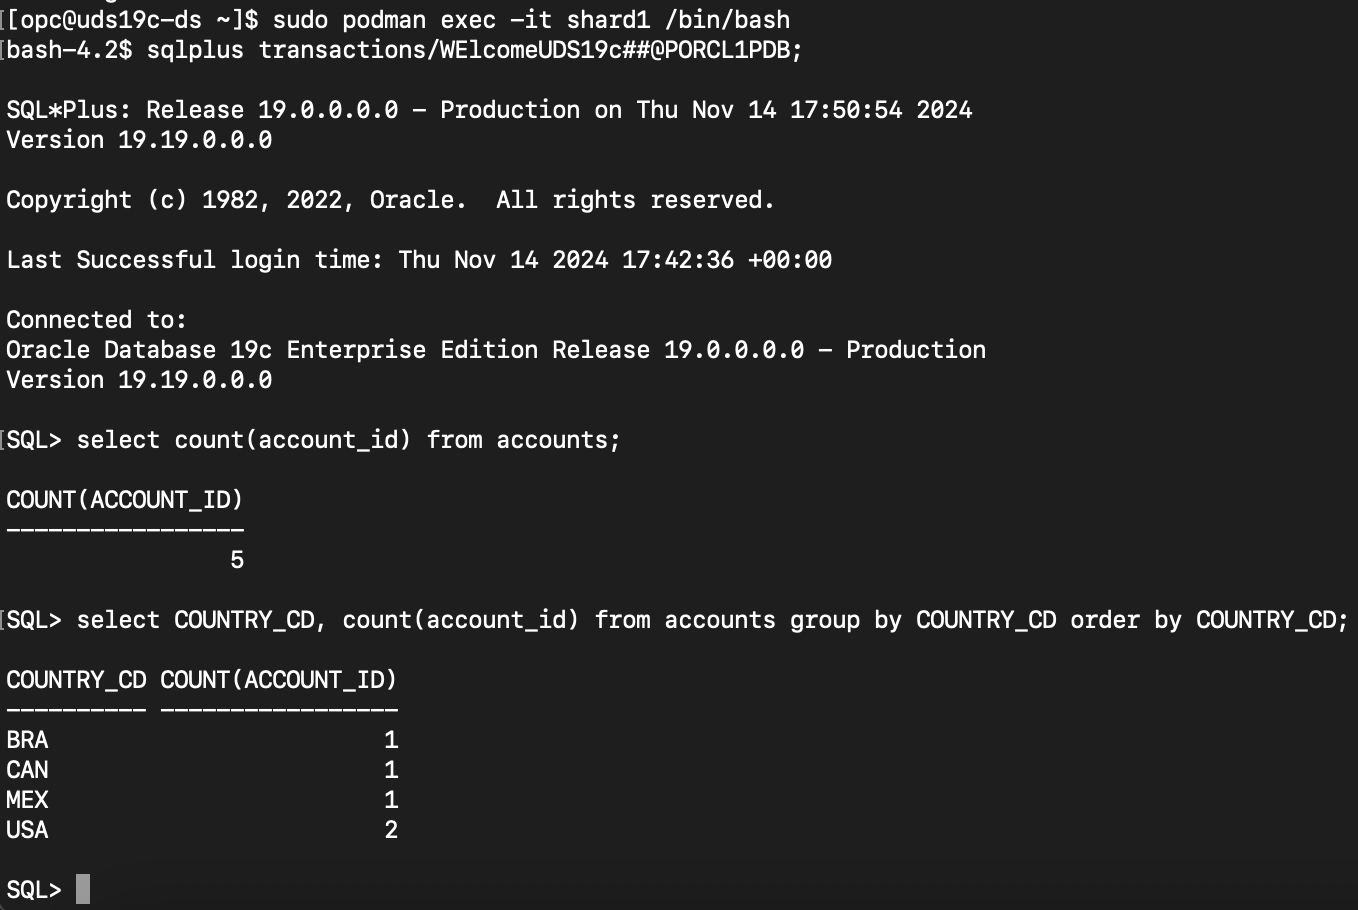 [[opc@uds19c-ds ~]$ sudo podman exec -it shard1 /bin/bash
[bash-4.2$ sqlplus transactions/WElcomeUDS19c##@PORCL1PDB;
SQL*Plus: Release 19.0.0.0.0 - Production on Thu Nov 14 17:50:54 2024
Version 19.19.0.0.0
Copyright (c) 1982, 2022, Oracle.  All rights reserved.
Last Successful login time: Thu Nov 14 2024 17:42:36 +00:00
Connected to:
Oracle Database 19c Enterprise Edition Release 19.0.0.0.0 - Production
Version 19.19.0.0.0
[SQL> select count(account_id) from accounts;
COUNT(ACCOUNT_ID)
-----------------
5
[SQL> select COUNTRY_CD, count(account_id) from accounts group by COUNTRY_CD order by COUNTRY_CD;
COUNTRY_CD COUNT(ACCOUNT_ID)
---------- -----------------
BRA 1
CAN 1
MEX 1
USA 2
SQL>